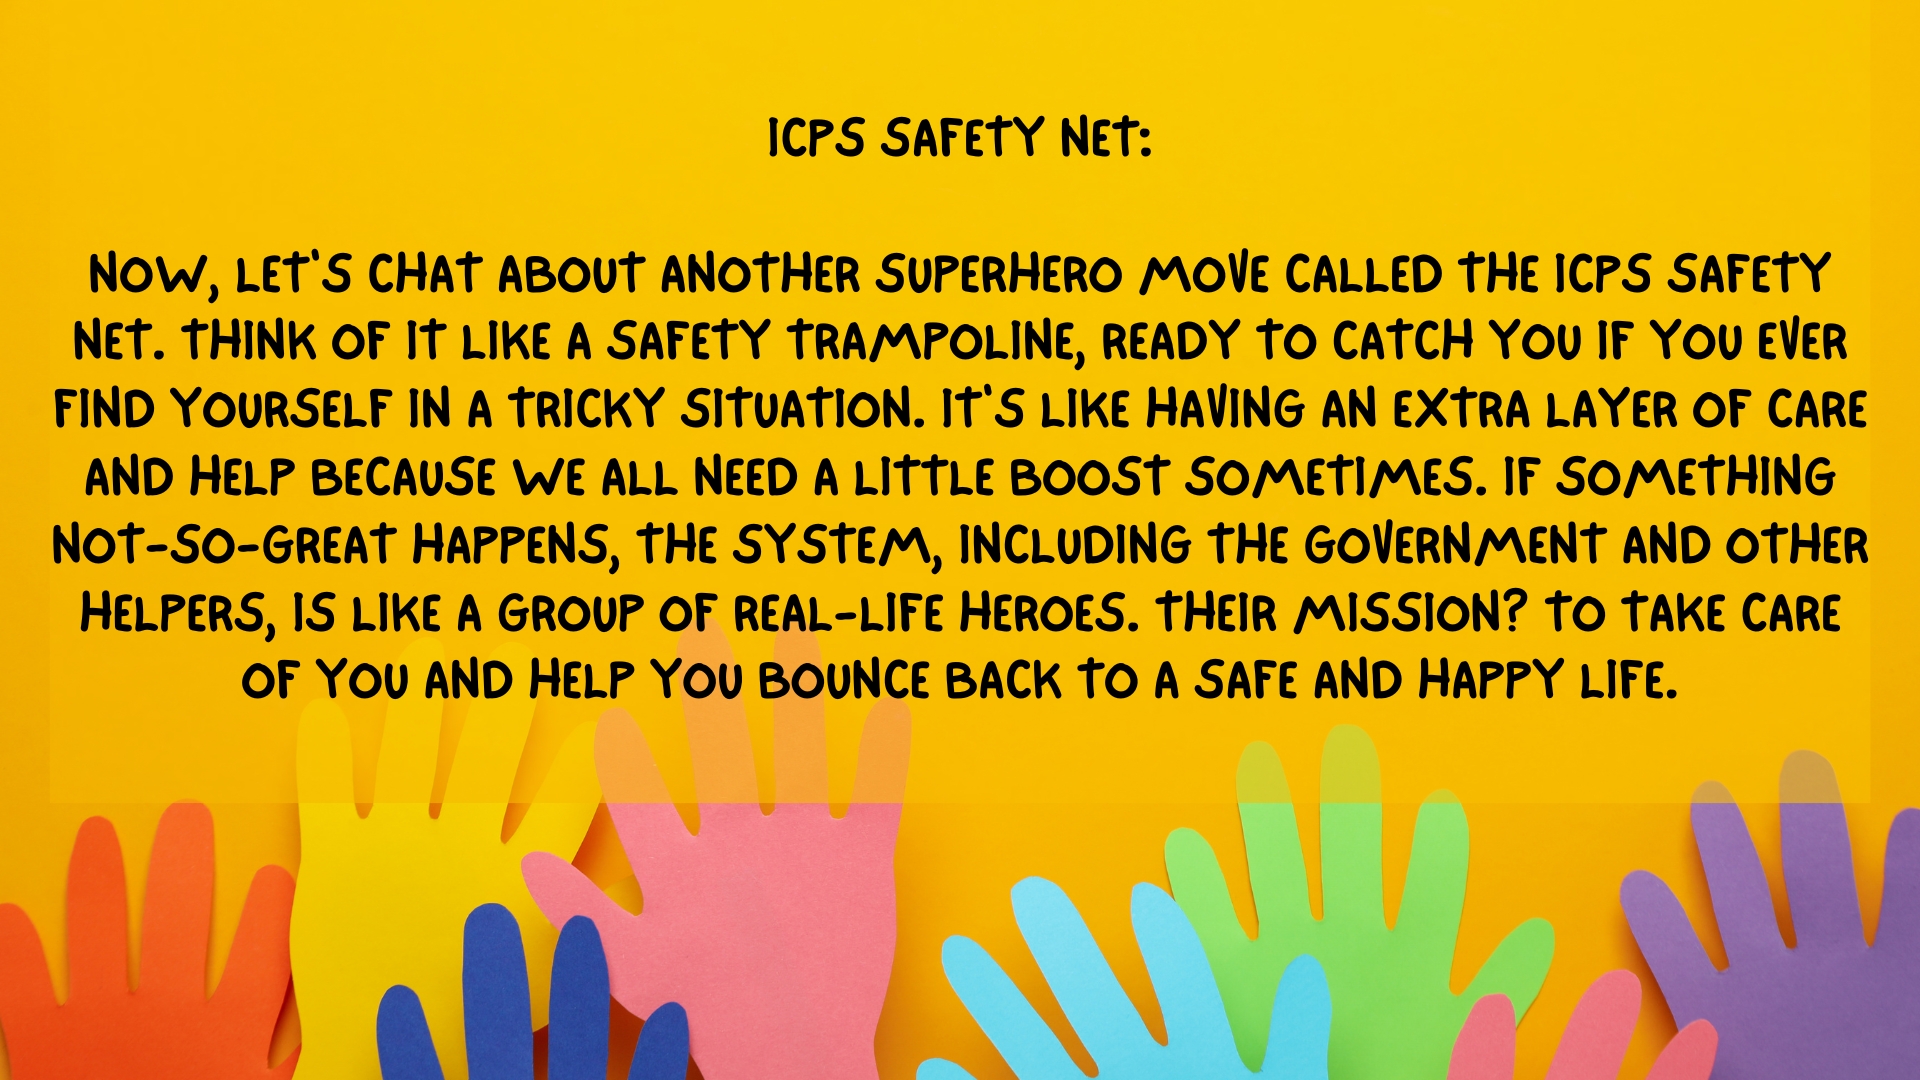 ICPS SAFETY NET:
NOW, LET'S CHAT ABOUT ANOTHER SUPERHERO MOVE CALLED THE ICPS SAFETY
NET. THINK OF IT LIKE A SAFETY TRAMPOLINE, READY TO CATCH YOU IF YOU EVER
FIND YOURSELF IN A TRICKY SITUATION. IT'S LIKE HAVING AN EXTRA LAYER OF CARE
AND HELP BECAUSE WE ALL NEED A LITTLE BOOST SOMETIMES. IF SOMETHING
NOT-SO-GREAT HAPPENS, THE SYSTEM, INCLUDING THE GOVERNMENT AND OTHER
HELPERS, IS LIKE A GROUP OF REAL-LIFE HEROES. THEIR MISSION? TO TAKE CARE
OF YOU AND HELP YOU BOUNCE BACK TO A SAFE AND HAPPY LIFE.